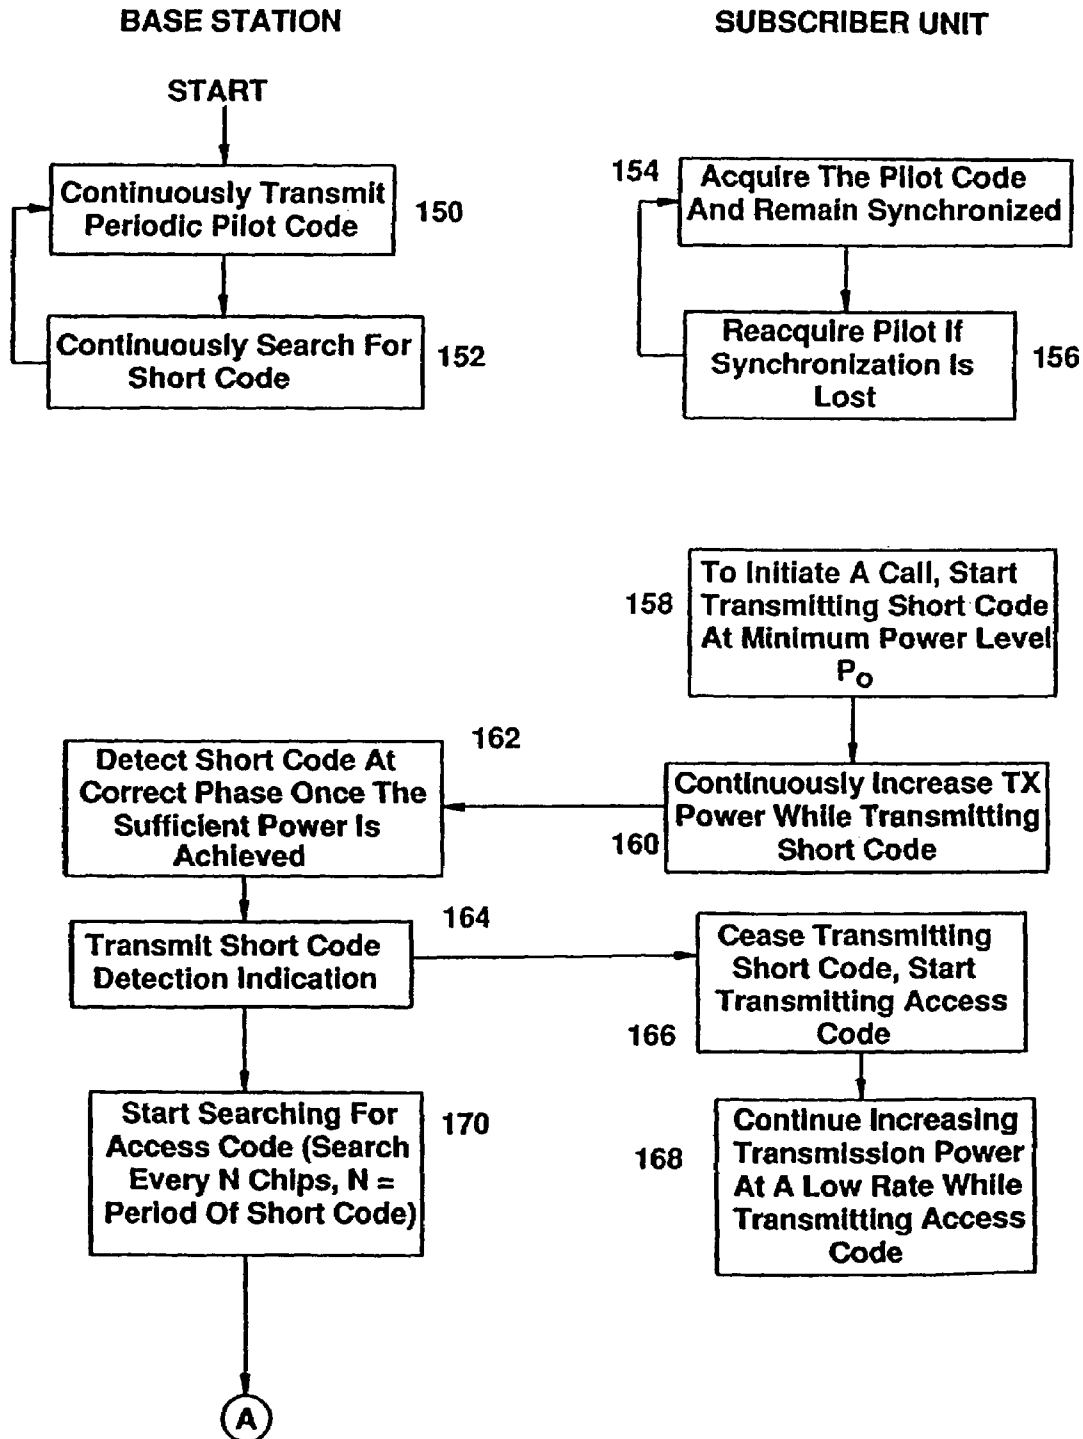 BASE STATION
SUBSCRIBER UNIT
START
Continuously Transmit
Periodic Pilot Code
150
Continuously Search For
Short Code
152
154
Acquire The Pilot Code
And Remain Synchronized
Reacquire Pilot If
Synchronization Is
Lost
156
158
To Initiate A Call, Start
Transmitting Short Code
At Minimum Power Level
Po
162
Detect Short Code At
Correct Phase Once The
Sufficient Power Is
Achieved
Continuously Increase TX
Power While Transmitting
Short Code
160
164
Transmit Short Code
Detection Indication
Cease Transmitting
Short Code, Start
Transmitting Access
Code
166
Start Searching For
Access Code (Search
Every N Chips, N =
Period Of Short Code)
170
168
Continue Increasing
Transmission Power
At A Low Rate While
Transmitting Access
Code
A